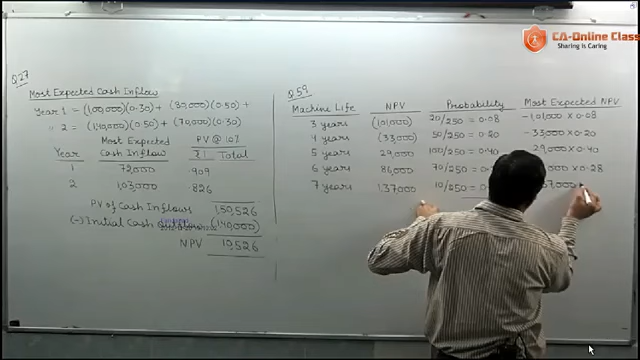 CA-Online Class
Sharing is Caring
Q.27
Most Expected Cash Inflow
Year 1 = (1,00,000)(0.30) + (50) +
" 2 = (1,40,000)(0.50) + (70,000)(0.30)
Most Expected PV @ 10%
Year Cash Inflow ₹1 Total
1 72,000 909
2 1,03,000 826
PV of Cash Inflows 1,50,526
(-) Initial Cash (1,40,000)
NPV 10,526
Q.59
Machine Life NPV Probability Most Expected NPV
3 years (1,01,000) 20/250 = 0.08 -1,01,000 × 0.08
4 years (33,000) 50/250 = 0.20 -33,000 × 0.20
5 years 29,000 100/250 = 0.40 29,000 × 0.40
6 years 86,000 70/250 = ,000 × 0.28
7 years 1,37,000 10/250 = 37,000